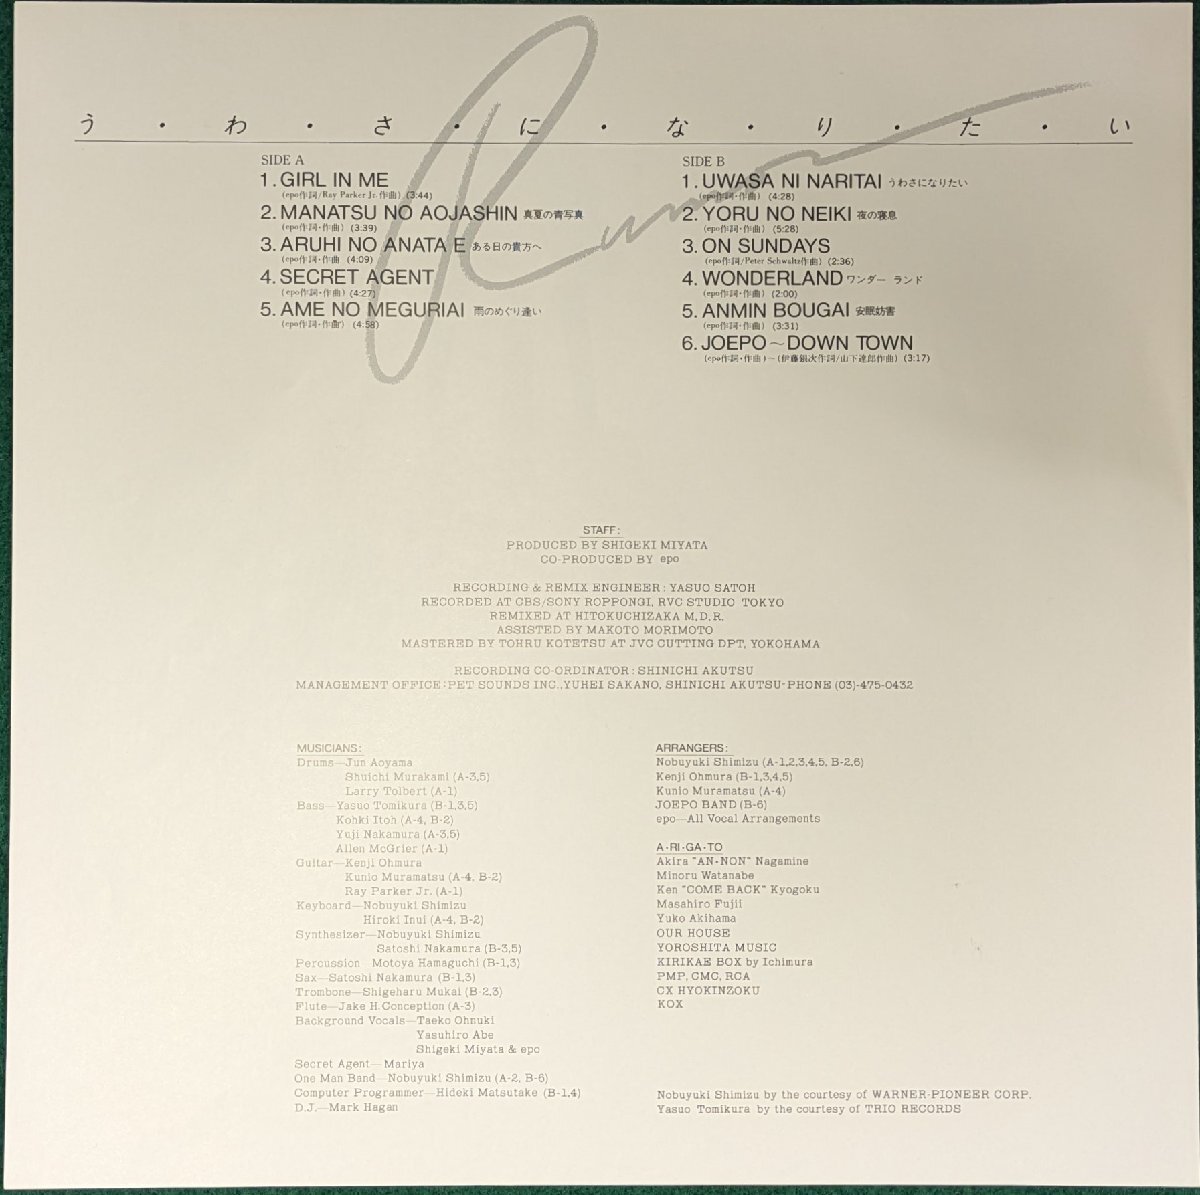 う・わ・さ・に・な・り・た・い
Rumor
SIDE A
1. GIRL IN ME
(epo作詞/Ray Parker Jr. 作曲) (3:44)
2. MANATSU NO AOJASHIN 真夏の青写真
(epo作詞・作曲) (3:39)
3. ARUHI NO ANATA E ある日の貴方へ
(epo作詞・作曲 (4:09)
4. SECRET AGENT
(epo作詞・作曲) (4:27)
5. AME NO MEGURIAI 雨のめぐり逢い
(epo作詞・作曲) (4:58)
SIDE B
1. UWASA NI NARITAI うわさになりたい
(epo作詞・作曲) (4:28)
2. YORU NO NEIKI 夜の寝息
(epo作詞・作曲) (5:28)
3. ON SUNDAYS
(epo作詞/Peter Schwaltz作曲) (2:36)
4. WONDERLAND ワンダー ランド
(epo作詞・作曲) (2:00)
5. ANMIN BOUGAI 安眠妨害
(epo作詞・作曲) (3:31)
6. JOEPO〜DOWN TOWN
(epo作詞・作曲)〜(伊藤銀次作詞/山下達郎作曲) (3:17)
STAFF:
PRODUCED BY SHIGEKI MIYATA
CO-PRODUCED BY epo
RECORDING & REMIX ENGINEER: YASUO SATOH
RECORDED AT CBS/SONY ROPPONGI, RVC STUDIO TOKYO
REMIXED AT HITOKUCHIZAKA M.D.R.
ASSISTED BY MAKOTO MORIMOTO
MASTERED BY TOHRU KOTETSU AT JVC CUTTING DPT, YOKOHAMA
RECORDING CO-ORDINATOR: SHINICHI AKUTSU
MANAGEMENT OFFICE: PET SOUNDS INC., YUHEI SAKANO, SHINICHI AKUTSU-PHONE (03)-475-0432
MUSICIANS:
Drums—Jun Aoyama
Shuichi Murakami (A-3,5)
Larry Tolbert (A-1)
Bass—Yasuo Tomikura (B-1,3,5)
Kohki Itoh (A-4, B-2)
Yuji Nakamura (A-3,5)
Allen McGrier (A-1)
Guitar—Kenji Ohmura
Kunio Muramatsu (A-4, B-2)
Ray Parker Jr. (A-1)
Keyboard—Nobuyuki Shimizu
Hiroki Inui (A-4, B-2)
Synthesizer—Nobuyuki Shimizu
Satoshi Nakamura (B-3,5)
Percussion—Motoya Hamaguchi (B-1,3)
Sax—Satoshi Nakamura (B-1,3)
Trombone—Shigeharu Mukai (B-2,3)
Flute—Jake H. Conception (A-3)
Background Vocals—Taeko Ohnuki
Yasuhiro Abe
Shigeki Miyata & epo
Secret Agent—Mariya
One Man Band—Nobuyuki Shimizu (A-2, B-6)
Computer Programmer—Hideki Matsutake (B-1,4)
D.J.—Mark Hagan
ARRANGERS:
Nobuyuki Shimizu (A-1,2,3,4,5, B-2,6)
Kenji Ohmura (B-1,3,4,5)
Kunio Muramatsu (A-4)
JOEPO BAND (B-6)
epo—All Vocal Arrangements
A-RI-GA-TO
Akira "AN-NON" Nagamine
Minoru Watanabe
Ken "COME BACK" Kyogoku
Masahiro Fujii
Yuko Akihama
OUR HOUSE
YOROSHITA MUSIC
KIRIKAE BOX by Ichimura
PMP, CMC, RCA
CX HYOKINZOKU
KOX
Nobuyuki Shimizu by the courtesy of WARNER-PIONEER CORP.
Yasuo Tomikura by the courtesy of TRIO RECORDS